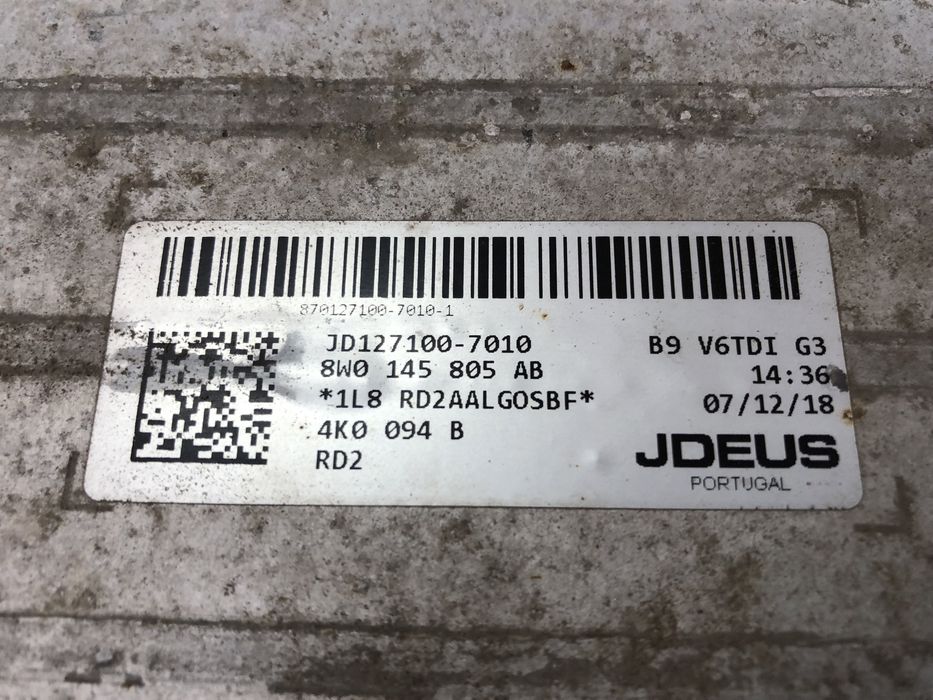 870127100-7010-1
JD127100-7010
8W0 145 805 AB
*1L8 RD2AALGOSBF*
4K0 094 B
RD2
B9 V6TDI G3
14:36
07/12/18
JDEUS
PORTUGAL